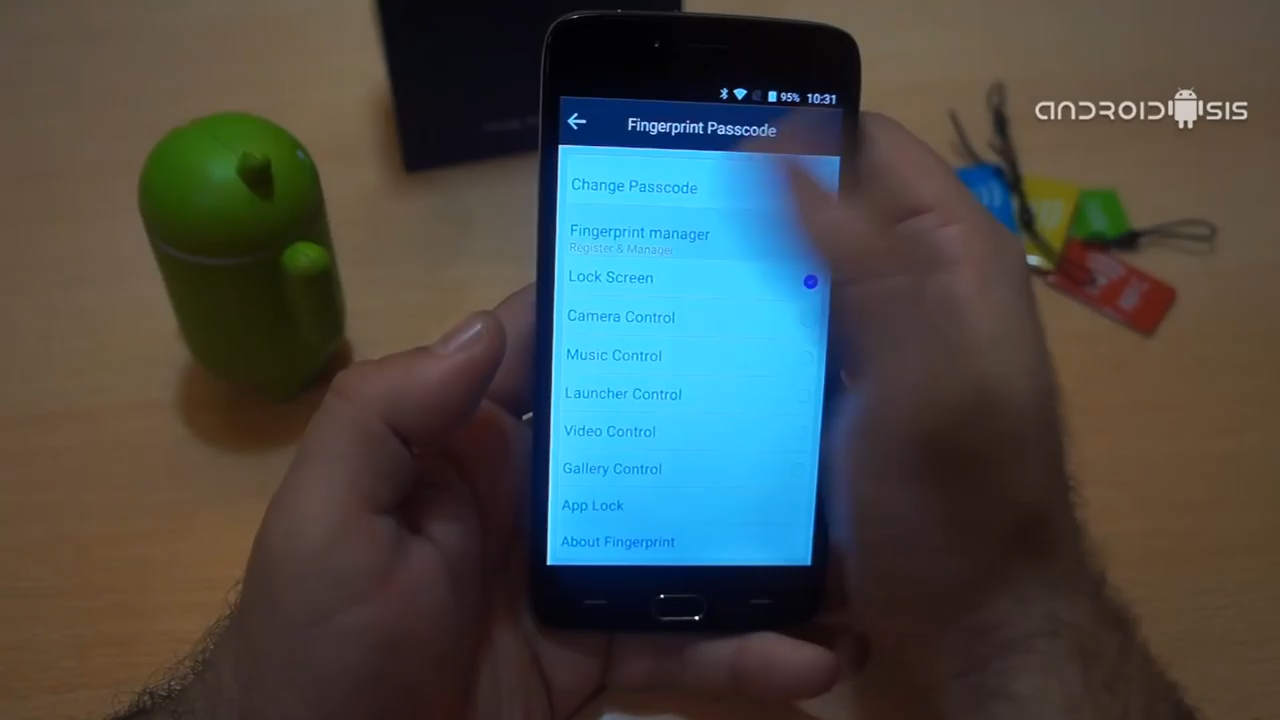 ANDROIDSIS
95% 10:31
Fingerprint Passcode
Change Passcode
Fingerprint manager
Register & Manager
Lock Screen
Camera Control
Music Control
Launcher Control
Video Control
Gallery Control
App Lock
About Fingerprint